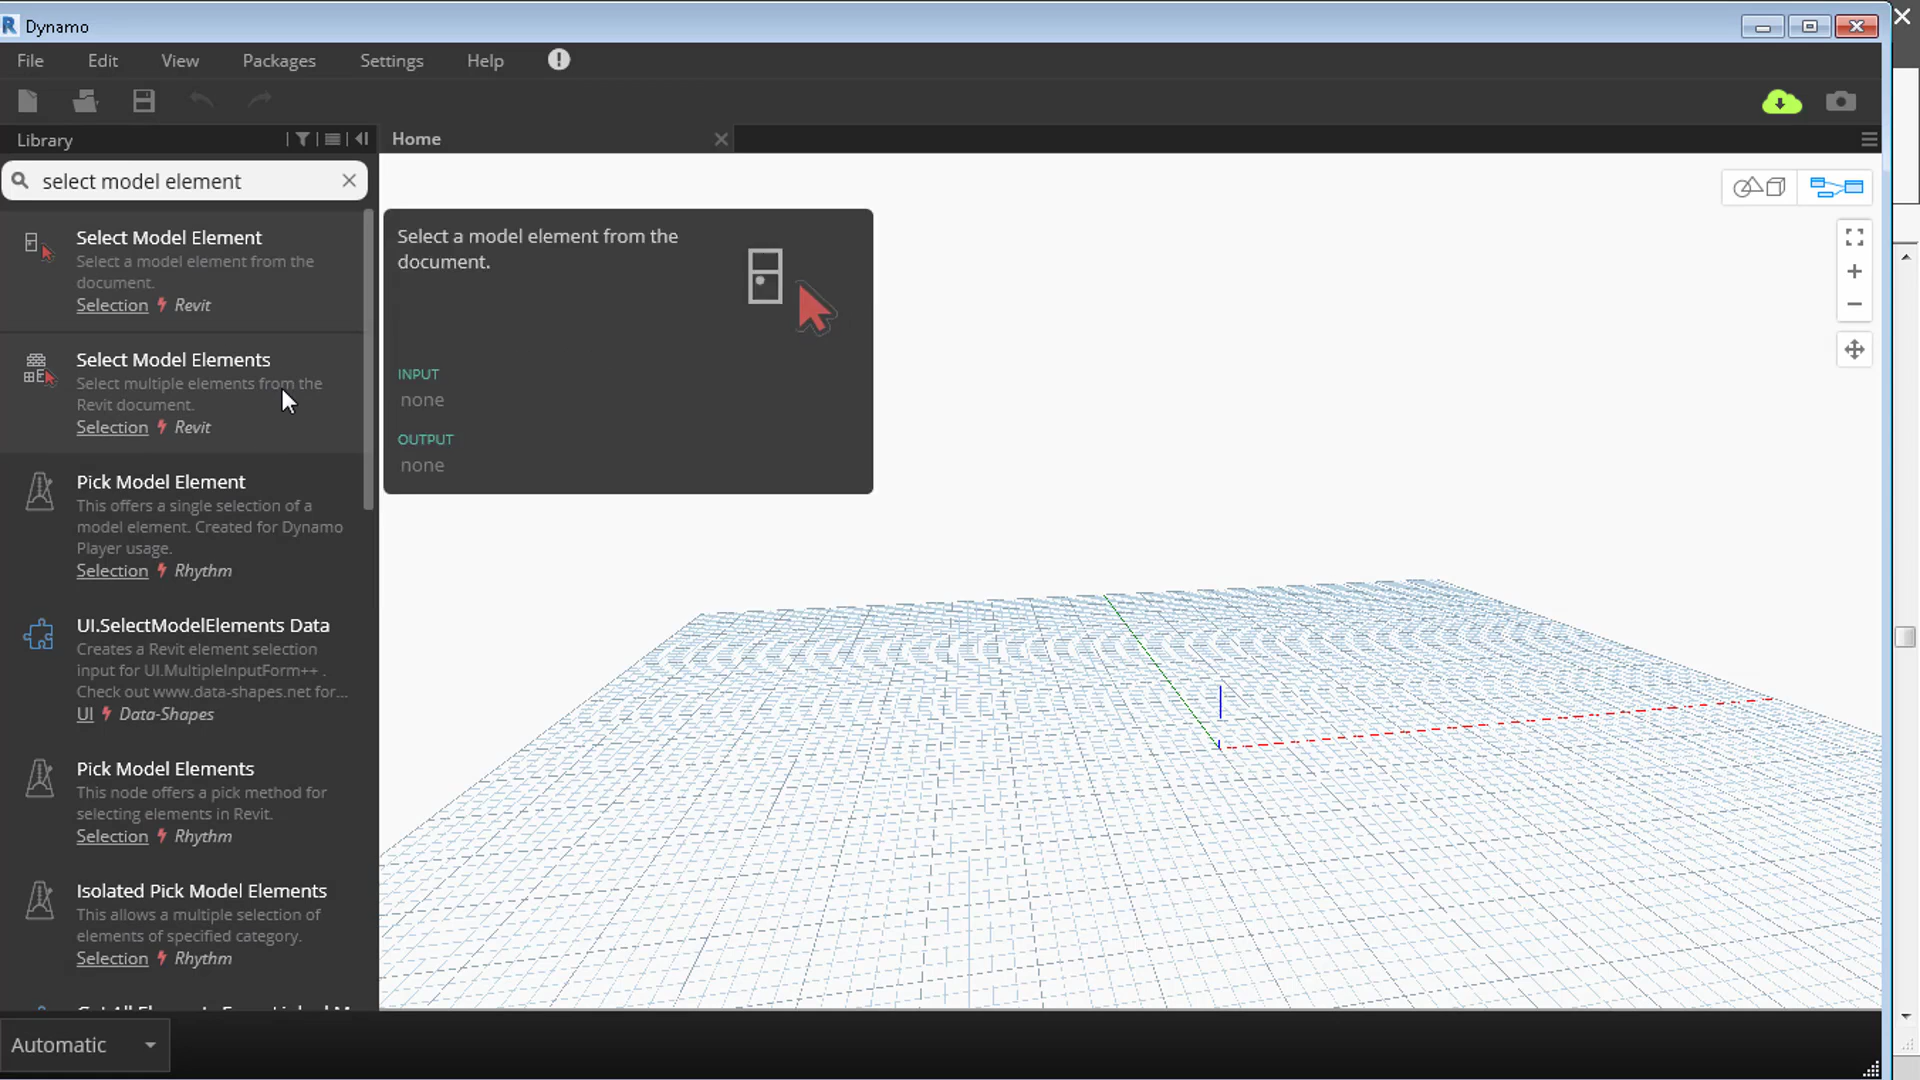 Dynamo
File Edit View Packages Settings Help
Library
Home
select model element
Select Model Element
Select a model element from the
document.
Selection Revit
Select Model Elements
Select multiple elements from the
Revit document.
Selection Revit
Pick Model Element
This offers a single selection of a
model element. Created for Dynamo
Player usage.
Selection Rhythm
UI.SelectModelElements Data
Creates a Revit element selection
input for UI.MultipleInputForm++ .
Check out www.data-shapes.net for...
UI Data-Shapes
Pick Model Elements
This node offers a pick method for
selecting elements in Revit.
Selection Rhythm
Isolated Pick Model Elements
This allows a multiple selection of
elements of specified category.
Selection Rhythm
Select a model element from the
document.
INPUT
none
OUTPUT
none
Automatic